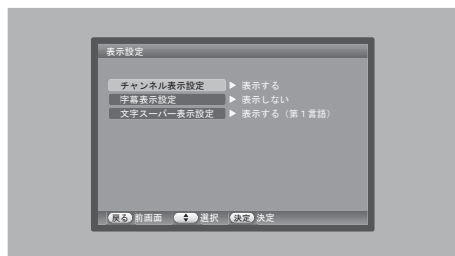 表示設定
チャンネル表示設定 ▶ 表示する
字幕表示設定 ▶ 表示しない
文字スーパー表示設定 ▶ 表示する（第1言語）
戻る 前画面 選択 決定 決定